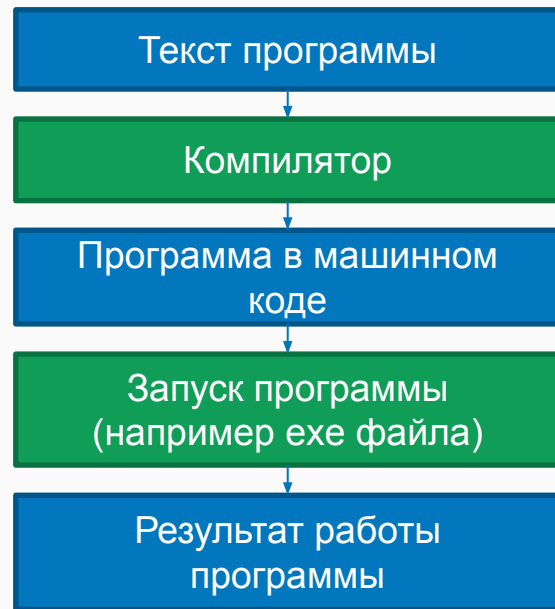 Текст программы
Компилятор
Программа в машинном
коде
Запуск программы
(например exe файла)
Результат работы
программы